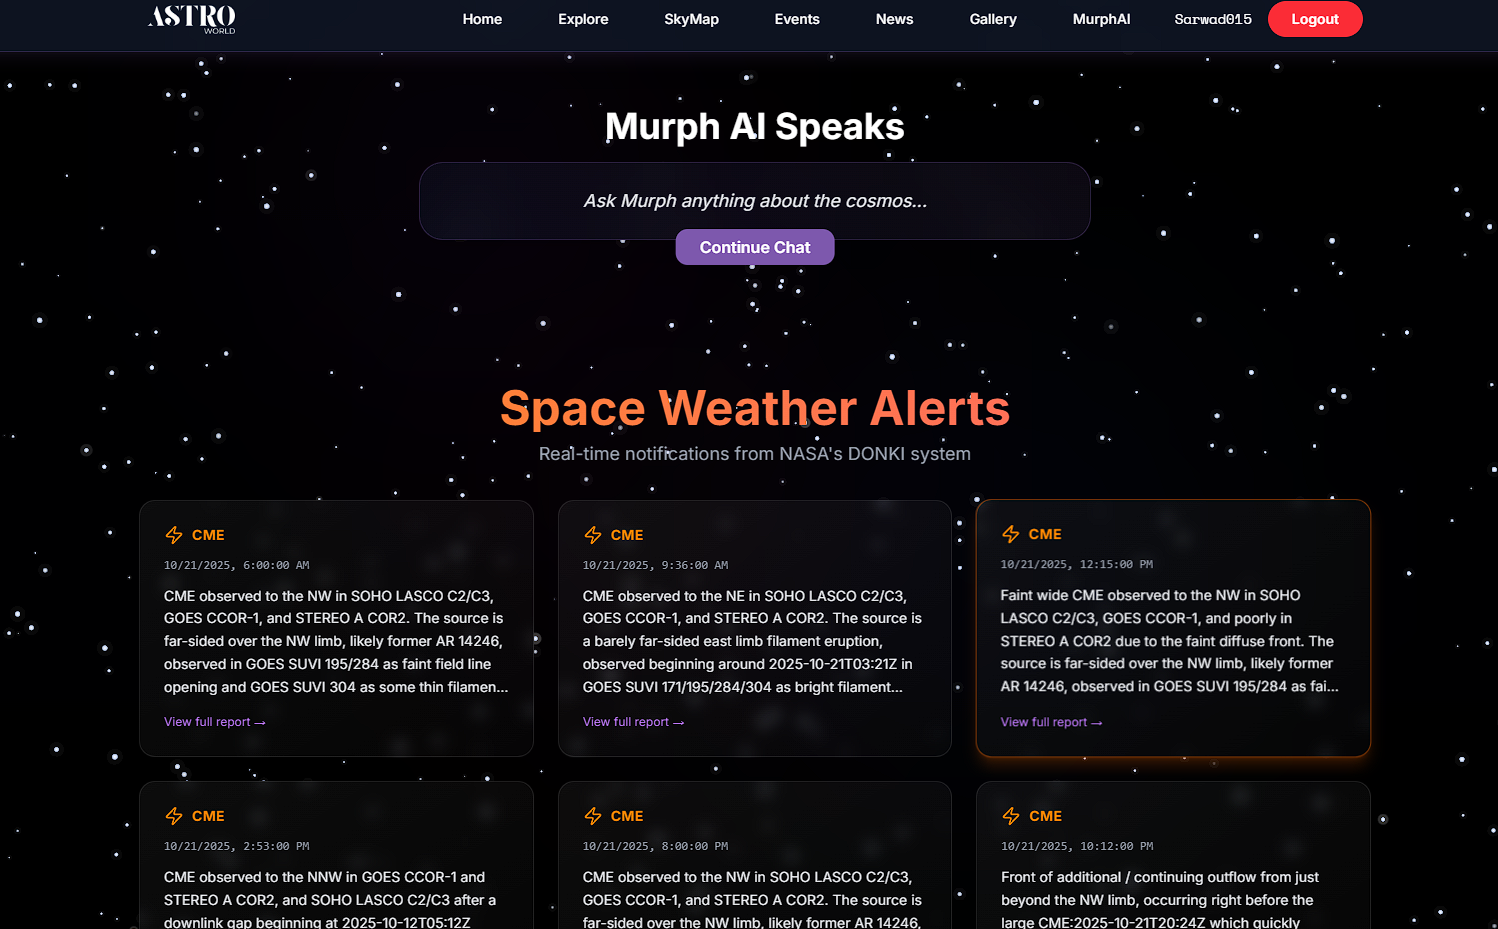 ASTRO
WORLD
Home Explore SkyMap Events News Gallery MurphAI Sarwad015 Logout
Murph AI Speaks
Ask Murph anything about the cosmos...
Continue Chat
Space Weather Alerts
Real-time notifications from NASA's DONKI system
CME
10/21/2025, 6:00:00 AM
CME observed to the NW in SOHO LASCO C2/C3,
GOES CCOR-1, and STEREO A COR2. The source is
far-sided over the NW limb, likely former AR 14246,
observed in GOES SUVI 195/284 as faint field line
opening and GOES SUVI 304 as some thin filamen...
View full report →
CME
10/21/2025, 9:36:00 AM
CME observed to the NE in SOHO LASCO C2/C3,
GOES CCOR-1, and STEREO A COR2. The source is
a barely far-sided east limb filament eruption,
observed beginning around 2025-10-21T03:21Z in
GOES SUVI 171/195/284/304 as bright filament...
View full report →
CME
10/21/2025, 12:15:00 PM
Faint wide CME observed to the NW in SOHO
LASCO C2/C3, GOES CCOR-1, and poorly in
STEREO A COR2 due to the faint diffuse front. The
source is far-sided over the NW limb, likely former
AR 14246, observed in GOES SUVI 195/284 as fai...
View full report →
CME
10/21/2025, 2:53:00 PM
CME observed to the NNW in GOES CCOR-1 and
STEREO A COR2, and SOHO LASCO C2/C3 after a
downlink gap beginning at 2025-10-12T05:12Z
CME
10/21/2025, 8:00:00 PM
CME observed to the NW in SOHO LASCO C2/C3,
GOES CCOR-1, and STEREO A COR2. The source is
far-sided over the NW limb, likely former AR 14246,
CME
10/21/2025, 10:12:00 PM
Front of additional / continuing outflow from just
beyond the NW limb, occurring right before the
large CME:2025-10-21T20:24Z which quickly